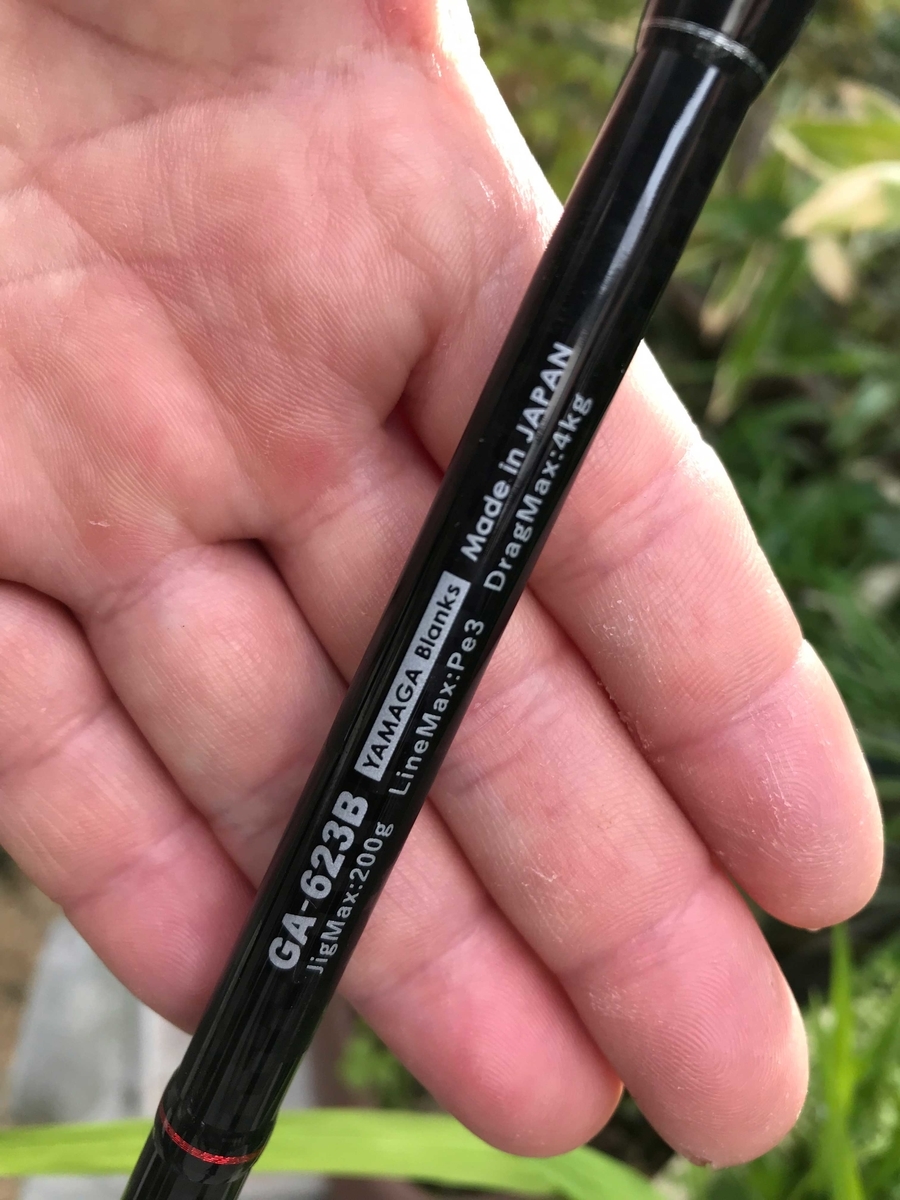 GA-623B YAMAGA Blanks Made in JAPAN
JigMax:200g LineMax:Pe3 DragMax:4kg